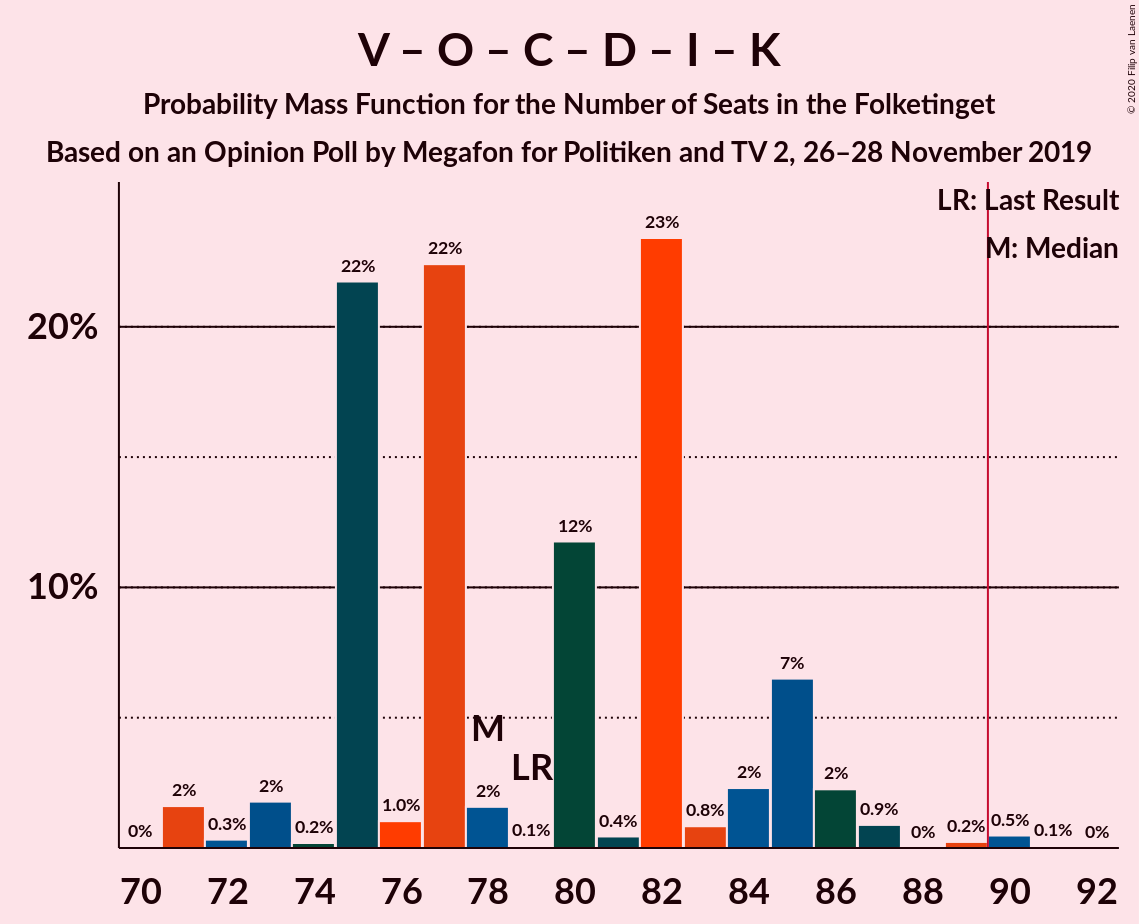 V – O – C – D – I – K
Probability Mass Function for the Number of Seats in the Folketinget
Based on an Opinion Poll by Megafon for Politiken and TV 2, 26–28 November 2019
© 2020 Filip van Laenen
LR: Last Result
M: Median
20%
10%
0%
2%
0.3%
2%
0.2%
22%
1.0%
22%
2%
0.1%
12%
0.4%
23%
0.8%
2%
7%
2%
0.9%
0%
0.2%
0.5%
0.1%
0%
M
LR
70 72 74 76 78 80 82 84 86 88 90 92